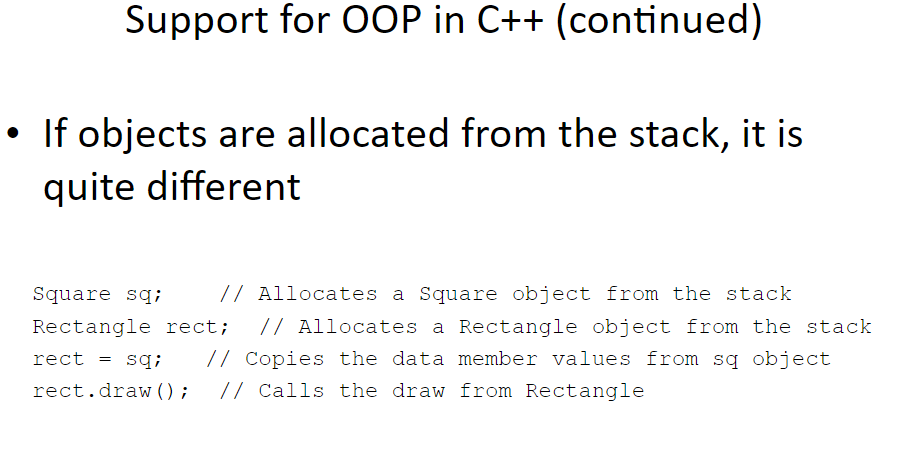 Support for OOP in C++ (continued)
• If objects are allocated from the stack, it is
quite different
Square sq;    // Allocates a Square object from the stack
Rectangle rect;  // Allocates a Rectangle object from the stack
rect = sq;   // Copies the data member values from sq object
rect.draw();  // Calls the draw from Rectangle